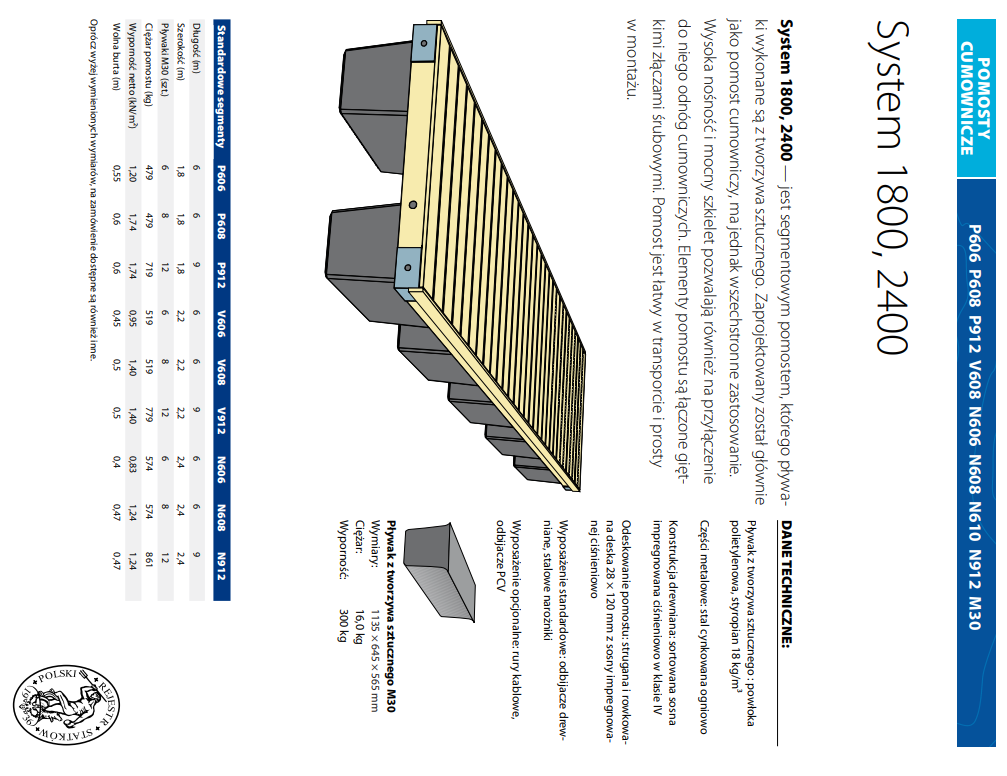 POMOSTY
CUMOWNICZE
P606 P608 P912 V608 N606 N608 N610 N912 M30
System 1800, 2400
System 1800, 2400 — jest segmentowym pomostem, którego pływa-
ki wykonane są z tworzywa sztucznego. Zaprojektowany został głównie
jako pomost cumowniczy, ma jednak wszechstronne zastosowanie.
Wysoka nośność i mocny szkielet pozwalają również na przyłączenie
do niego odnóg cumowniczych. Elementy pomostu są łączone gięt-
kimi złączami śrubowymi. Pomost jest łatwy w transporcie i prosty
w montażu.
DANE TECHNICZNE:
Pływak z tworzywa sztucznego : powłoka
polietylenowa, styropian 18 kg/m³
Części metalowe: stal cynkowana ogniowo
Konstrukcja drewniana: sortowana sosna
impregnowana ciśnieniowo w klasie IV
Odeskowanie pomostu: strugana i rowkowa-
na deska 28 × 120 mm z sosny impregnowa-
nej ciśnieniowo
Wyposażenie standardowe: odbijacze drew-
niane, stalowe narożniki
Wyposażenie opcjonalne: rury kablowe,
odbijacze PCV
Pływak z tworzywa sztucznego M30
Wymiary: 1135 × 645 × 565 mm
Ciężar: 16,0 kg
Wyporność: 300 kg
Standardowe segmenty P606 P608 P912 V606 V608 V912 N606 N608 N912
Długość (m) 6 6 9 6 6 9 6 6 9
Szerokość (m) 1,8 1,8 1,8 2,2 2,2 2,2 2,4 2,4 2,4
Pływaki M30 (szt.) 6 8 12 6 8 12 6 8 12
Ciężar pomostu (kg) 479 479 719 519 519 779 574 574 861
Wyporność netto (kN/m²) 1,20 1,74 1,74 0,95 1,40 1,40 0,83 1,24 1,24
Wolna burta (m) 0,55 0,6 0,6 0,45 0,5 0,5 0,4 0,47 0,47
Oprócz wyżej wymienionych wymiarów, na zamówienie dostępne są również inne.
POLSKI REJESTR STATKÓW
1936